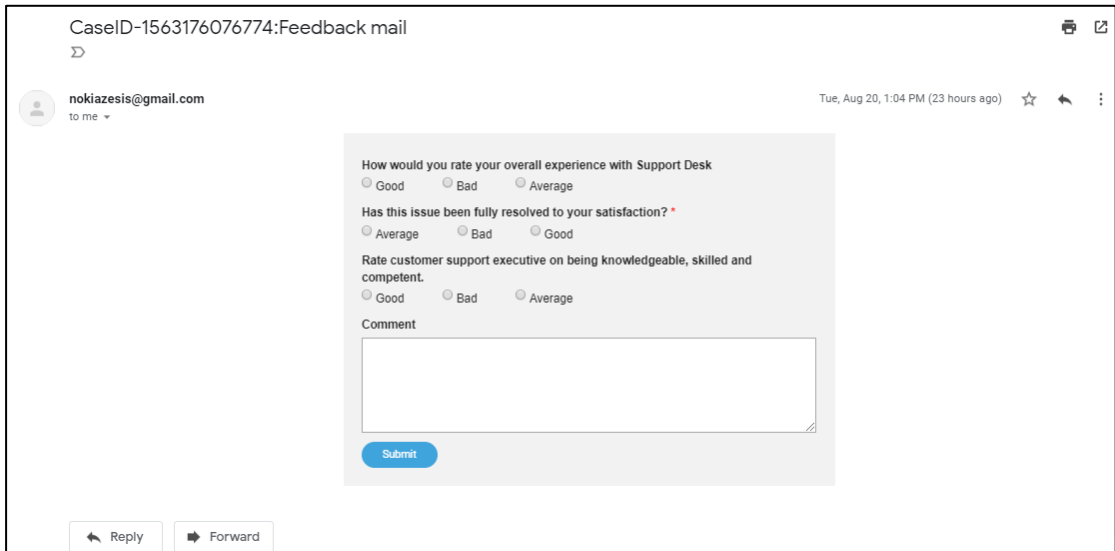 CaseID-1563176076774:Feedback mail
nokiazesis@gmail.com
Tue, Aug 20, 1:04 PM (23 hours ago)
to me
How would you rate your overall experience with Support Desk
Good Bad Average
Has this issue been fully resolved to your satisfaction? *
Average Bad Good
Rate customer support executive on being knowledgeable, skilled and
competent.
Good Bad Average
Comment
Submit
Reply Forward